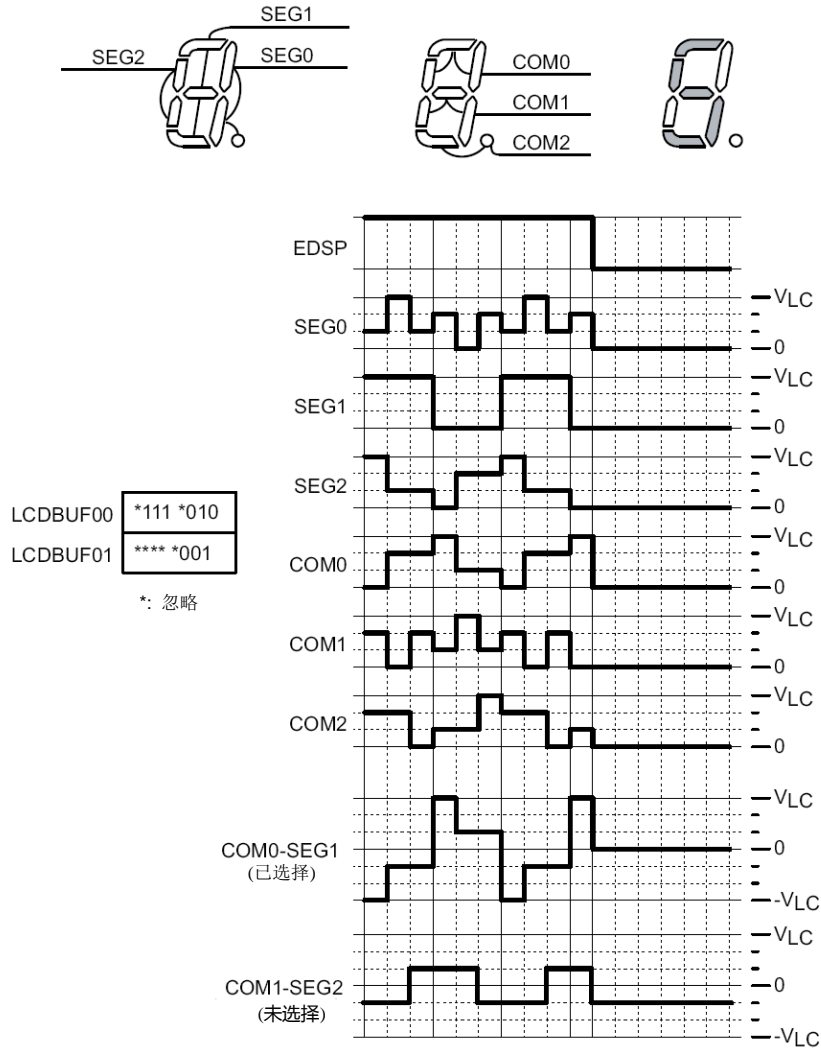 SEG1
SEG2
SEG0
COM0
COM1
COM2
EDSP
SEG0
VLC
0
SEG1
VLC
0
SEG2
VLC
0
LCDBUF00 *111 *010
LCDBUF01 **** *001
*: 忽略
COM0
VLC
0
COM1
VLC
0
COM2
VLC
0
COM0-SEG1
(已选择)
VLC
0
-VLC
COM1-SEG2
(未选择)
VLC
0
-VLC